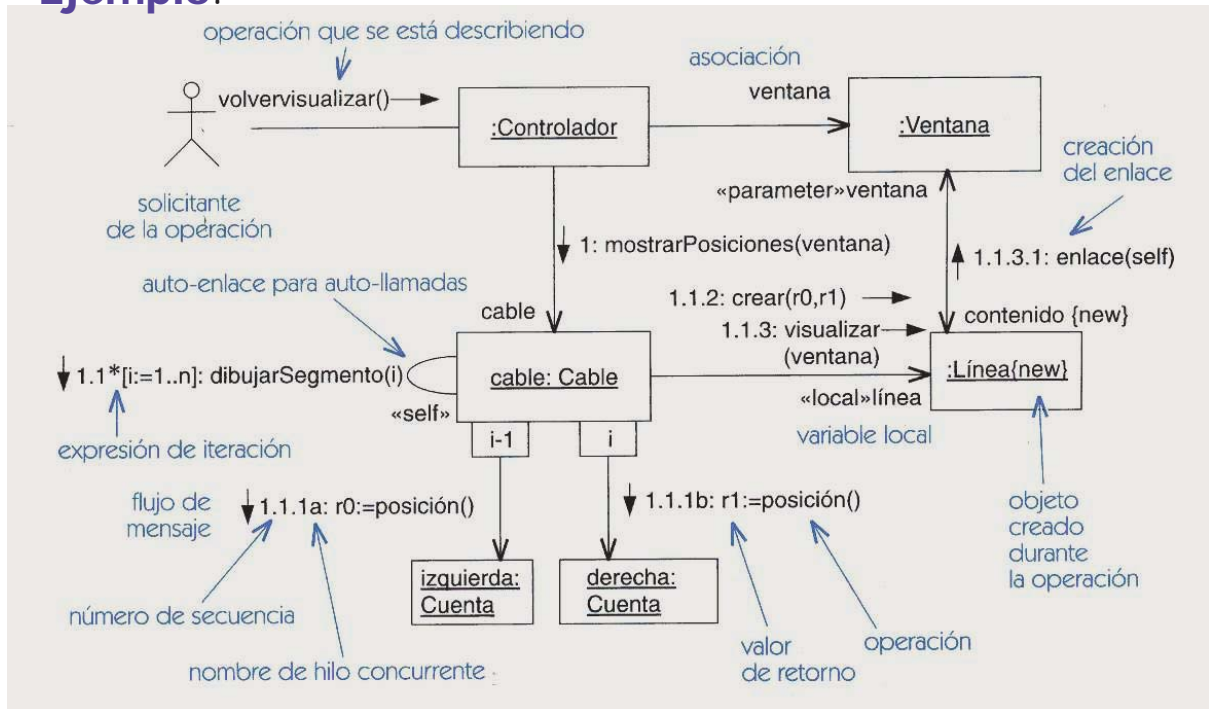 Ejemplo:
operación que se está describiendo
asociación
volvervisualizar()
ventana
:Controlador
:Ventana
creación
del enlace
«parameter»ventana
solicitante
de la operación
1: mostrarPosiciones(ventana)
1.1.3.1: enlace(self)
auto-enlace para auto-llamadas
1.1.2: crear(r0,r1)
cable
contenido {new}
1.1.3: visualizar
(ventana)
1.1*[i:=1..n]: dibujarSegmento(i)
cable: Cable
:Línea{new}
«self»
«local»línea
expresión de iteración
i-1
i
variable local
flujo de
mensaje
1.1.1a: r0:=posición()
1.1.1b: r1:=posición()
objeto
creado
durante
la operación
izquierda:
Cuenta
derecha:
Cuenta
número de secuencia
valor
de retorno
operación
nombre de hilo concurrente